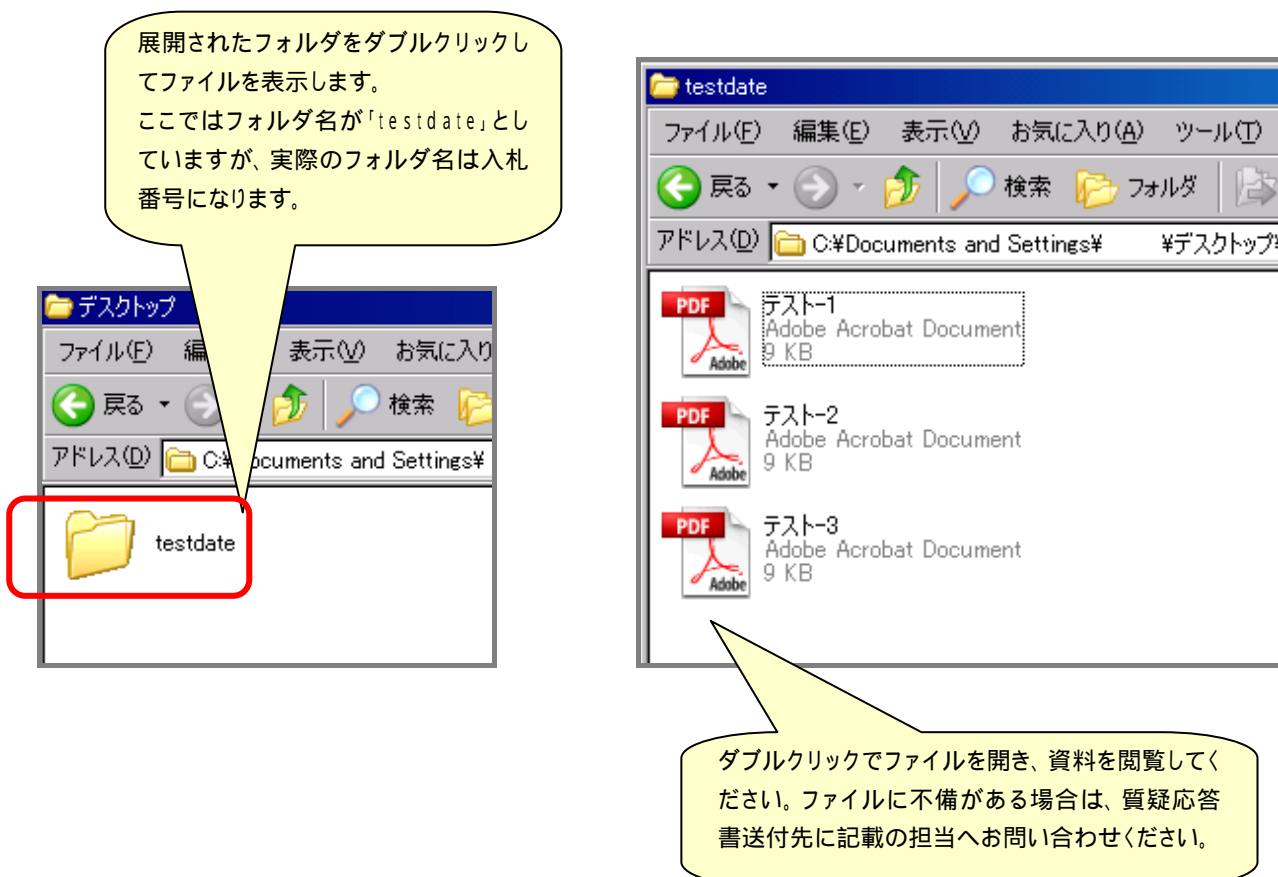 展開されたフォルダをダブルクリックし
てファイルを表示します。
ここではフォルダ名が「testdate」とし
ていますが、実際のフォルダ名は入札
番号になります。
デスクトップ
ファイル(F) 編 表示(V) お気に入り
戻る 検索
アドレス(D) C:¥ ocuments and Settings¥
testdate
testdate
ファイル(F) 編集(E) 表示(V) お気に入り(A) ツール(T)
戻る 検索 フォルダ
アドレス(D) C:¥Documents and Settings¥ ¥デスクトップ¥
PDF テスト-1
Adobe Acrobat Document
Adobe 9 KB
PDF テスト-2
Adobe Acrobat Document
Adobe 9 KB
PDF テスト-3
Adobe Acrobat Document
Adobe 9 KB
ダブルクリックでファイルを開き、資料を閲覧してく
ださい。ファイルに不備がある場合は、質疑応答
書送付先に記載の担当へお問い合わせください。